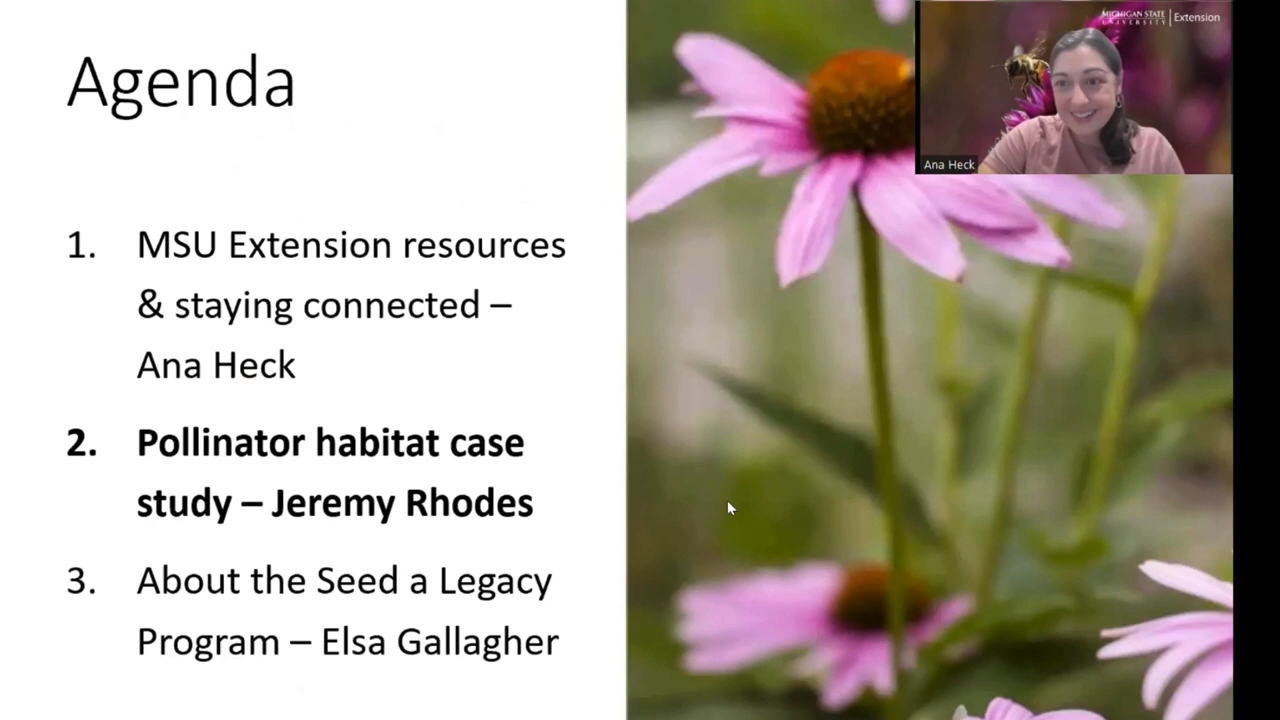 Agenda
1. MSU Extension resources
& staying connected –
Ana Heck
2. Pollinator habitat case
study – Jeremy Rhodes
3. About the Seed a Legacy
Program – Elsa Gallagher
MICHIGAN STATE
UNIVERSITY | Extension
Ana Heck